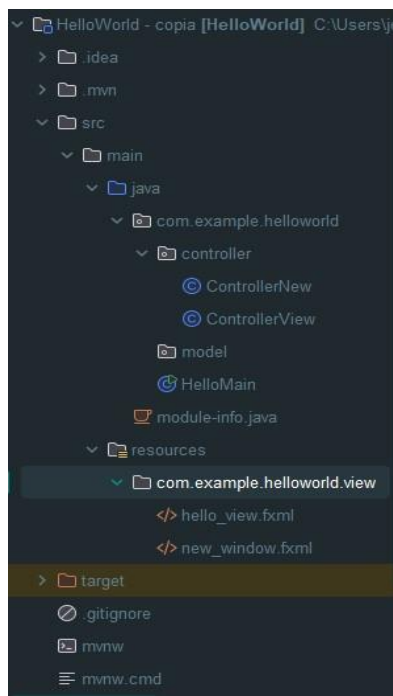 HelloWorld - copia [HelloWorld] C:\Users\j
.idea
.mvn
src
main
java
com.example.helloworld
controller
ControllerNew
ControllerView
model
HelloMain
module-info.java
resources
com.example.helloworld.view
hello_view.fxml
new_window.fxml
target
.gitignore
mvnw
mvnw.cmd